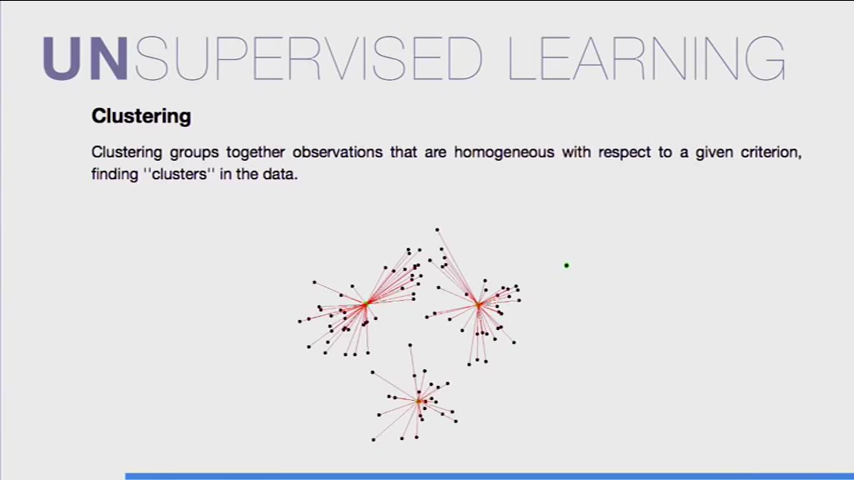 UNSUPERVISED LEARNING
Clustering
Clustering groups together observations that are homogeneous with respect to a given criterion,
finding ''clusters'' in the data.